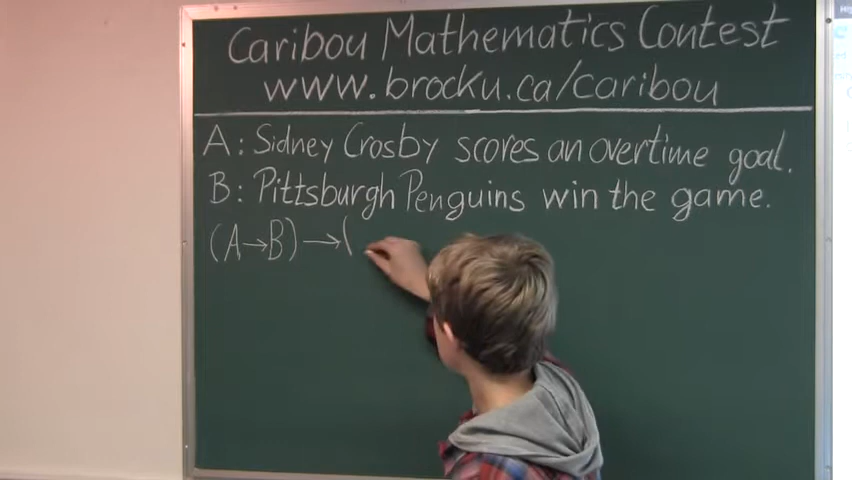 Caribou Mathematics Contest
www.brocku.ca/caribou
A: Sidney Crosby scores an overtime goal.
B: Pittsburgh Penguins win the game.
(A→B)→(